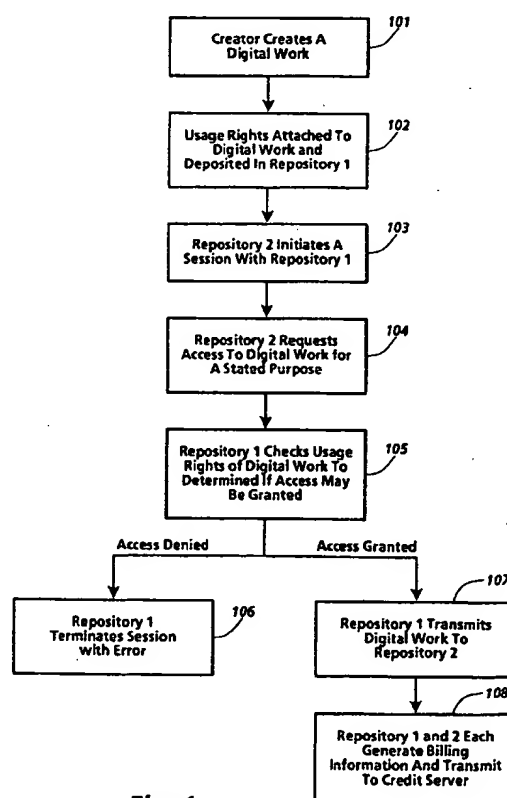 101
Creator Creates A
Digital Work
102
Usage Rights Attached To
Digital Work and
Deposited In Repository 1
103
Repository 2 Initiates A
Session With Repository 1
104
Repository 2 Requests
Access To Digital Work for
A Stated Purpose
105
Repository 1 Checks Usage
Rights of Digital Work To
Determined If Access May
Be Granted
Access Denied
Access Granted
106
Repository 1
Terminates Session
with Error
107
Repository 1 Transmits
Digital Work To
Repository 2
108
Repository 1 and 2 Each
Generate Billing
Information And Transmit
To Credit Server